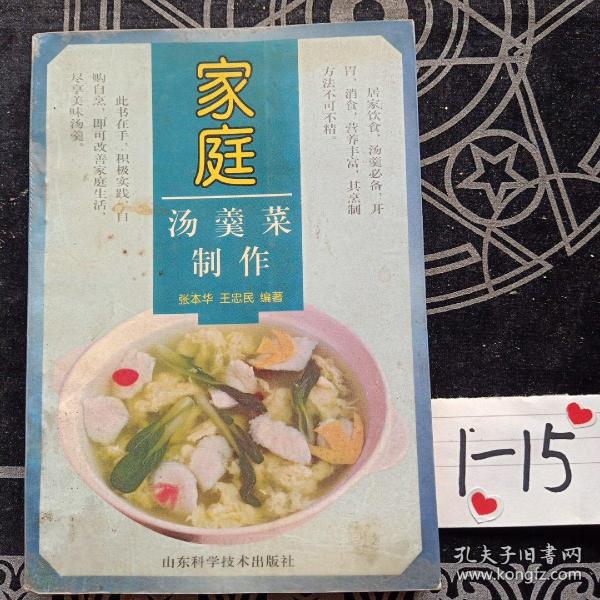 家庭
汤羹菜
制作
张本华 王忠民 编著
居家饮食，汤羹必备，开
胃、消食，营养丰富，其烹制
方法不可不精。
此书在手，积极实践，自
购自烹，即可改善家庭生活，
尽享美味汤羹。
山东科学技术出版社
1-15
孔夫子旧书网
www.kongfz.com